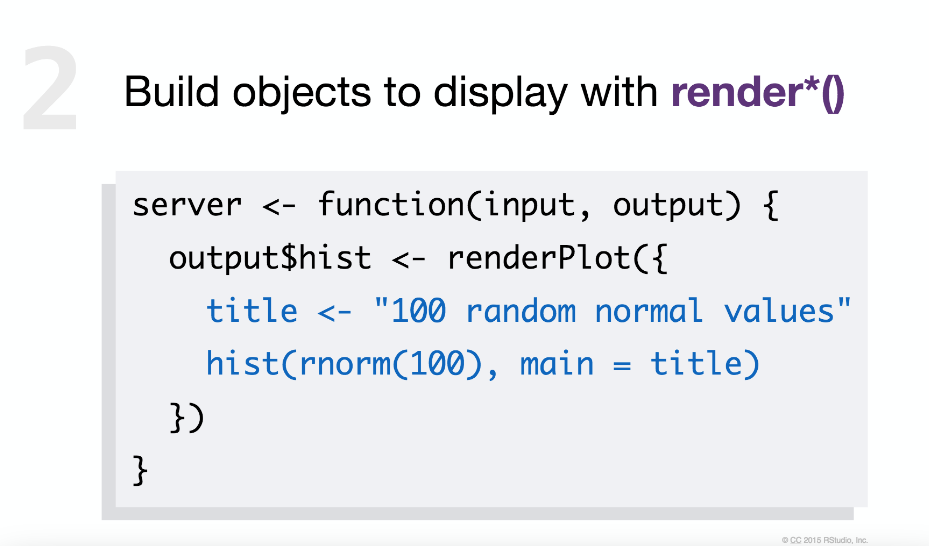 2
Build objects to display with render*()
server <- function(input, output) {
  output$hist <- renderPlot({
    title <- "100 random normal values"
    hist(rnorm(100), main = title)
  })
}
© CC 2015 RStudio, Inc.